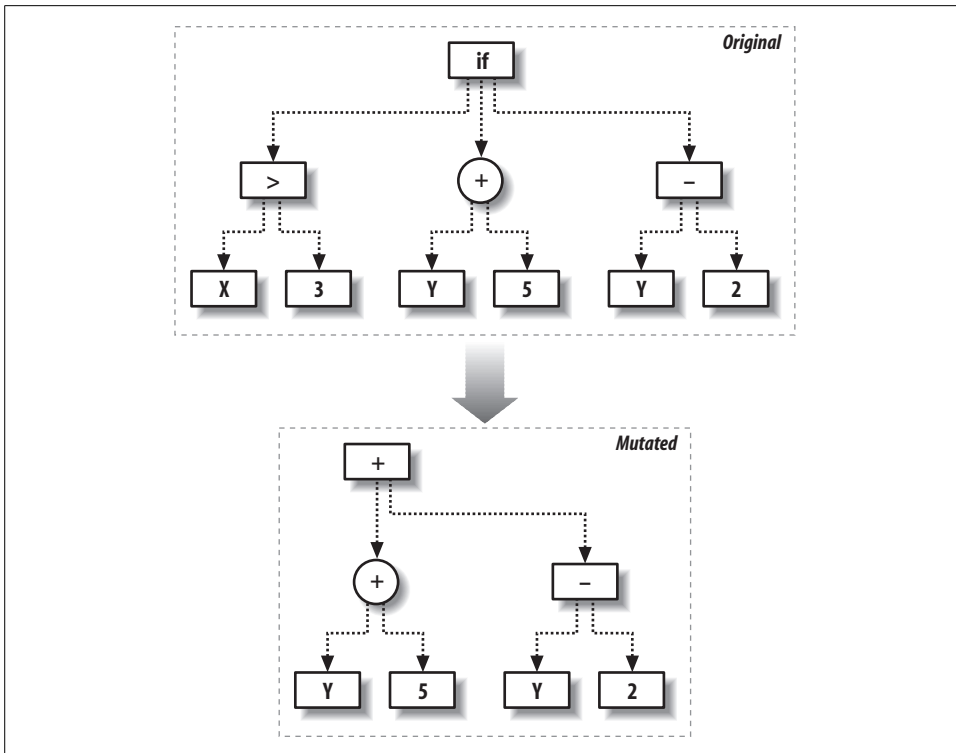 Original
if
> + –
X 3 Y 5 Y 2
Mutated
+
+ –
Y 5 Y 2